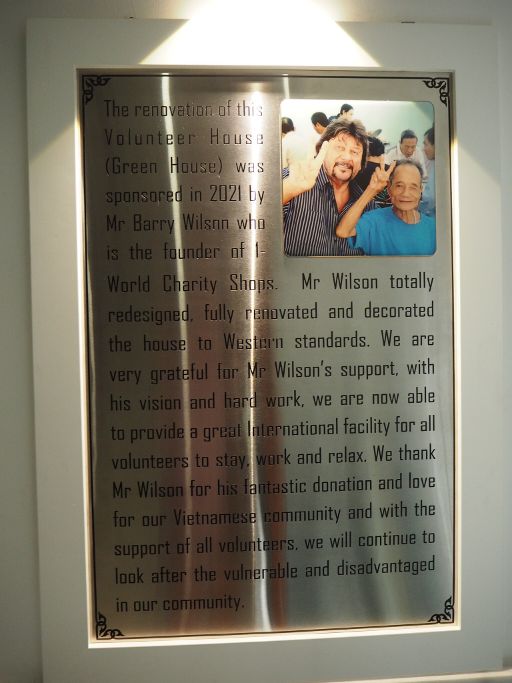 The renovation of this
Volunteer House
(Green House) was
sponsored in 2021 by
Mr Barry Wilson who
is the founder of 1-
World Charity Shops. Mr Wilson totally
redesigned, fully renovated and decorated
the house to Western standards. We are
very grateful for Mr Wilson's support, with
his vision and hard work, we are now able
to provide a great International facility for all
volunteers to stay, work and relax. We thank
Mr Wilson for his fantastic donation and love
for our Vietnamese community and with the
support of all volunteers, we will continue to
look after the vulnerable and disadvantaged
in our community.